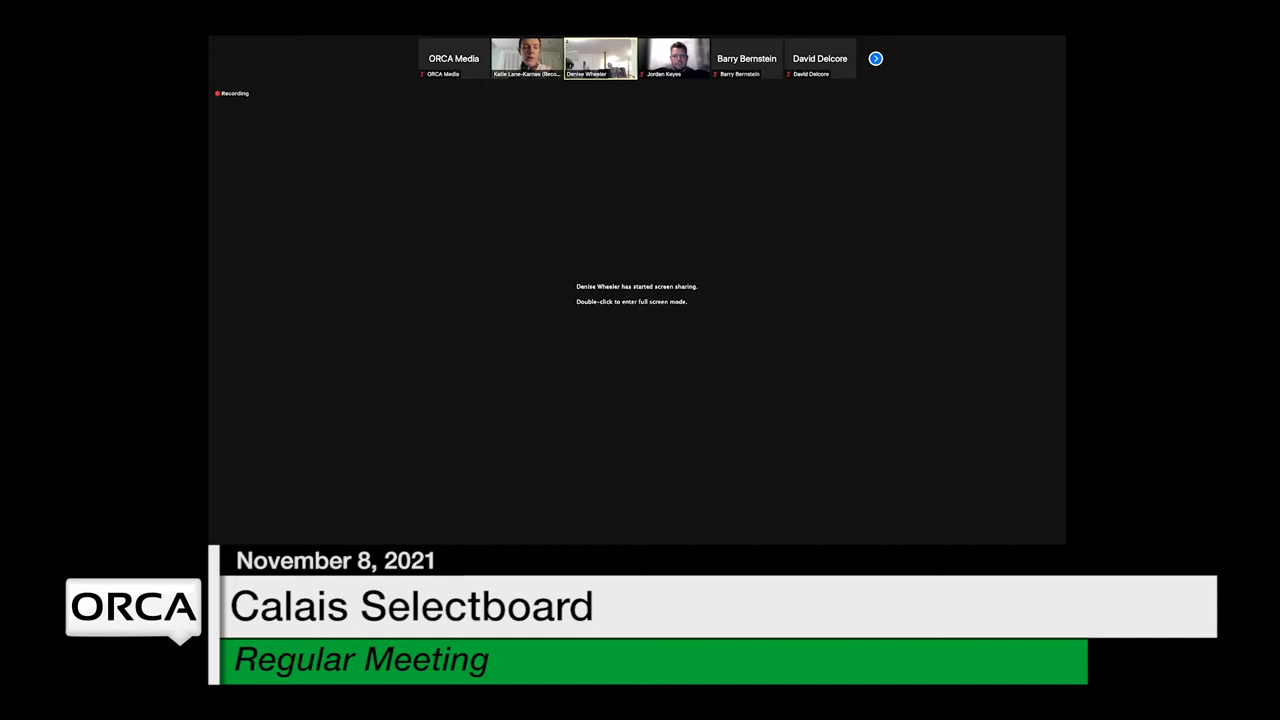 ORCA Media
Barry Bernstein
David Delcore
ORCA Media
Katie Lane-Karnas (Reco...
Denise Wheeler
Jordan Keyes
Barry Bernstein
David Delcore
Recording
Denise Wheeler has started screen sharing.
Double-click to enter full screen mode.
November 8, 2021
ORCA
Calais Selectboard
Regular Meeting